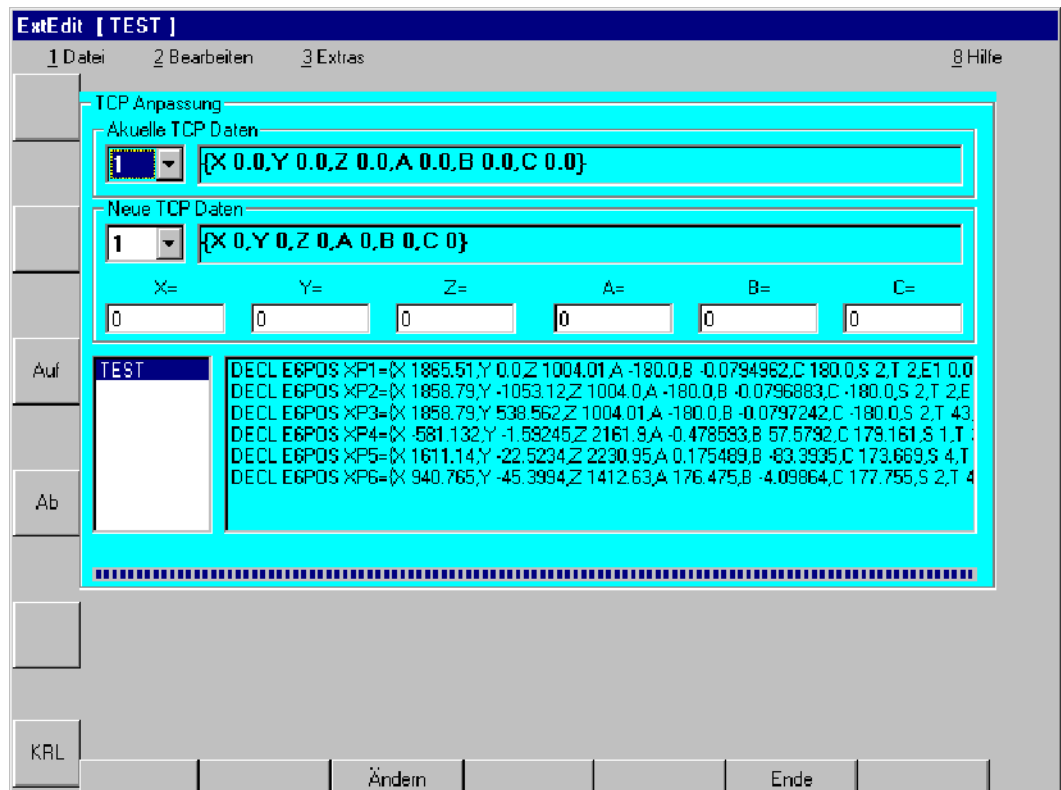 ExtEdit [ TEST ]
1 Datei 2 Bearbeiten 3 Extras 8 Hilfe
TCP Anpassung
Akuelle TCP Daten
1 {X 0.0,Y 0.0,Z 0.0,A 0.0,B 0.0,C 0.0}
Neue TCP Daten
1 {X 0,Y 0,Z 0,A 0,B 0,C 0}
X= Y= Z= A= B= C=
0 0 0 0 0 0
Auf
TEST
DECL E6POS XP1={X 1865.51,Y 0.0,Z 1004.01,A -180.0,B -0.0794962,C 180.0,S 2,T 2,E1 0.0
DECL E6POS XP2={X 1858.79,Y -1053.12,Z 1004.0,A -180.0,B -0.0796883,C -180.0,S 2,T 2,E
DECL E6POS XP3={X 1858.79,Y 538.562,Z 1004.01,A -180.0,B -0.0797242,C -180.0,S 2,T 43,
DECL E6POS XP4={X -581.132,Y -1.59245,Z 2161.9,A -0.478593,B 57.5792,C 179.161,S 1,T
DECL E6POS XP5={X 1611.14,Y -22.5234,Z 2230.95,A 0.175489,B -83.3935,C 173.669,S 4,T
DECL E6POS XP6={X 940.765,Y -45.3994,Z 1412.63,A 176.475,B -4.09864,C 177.755,S 2,T 4
Ab
KRL
Ändern Ende